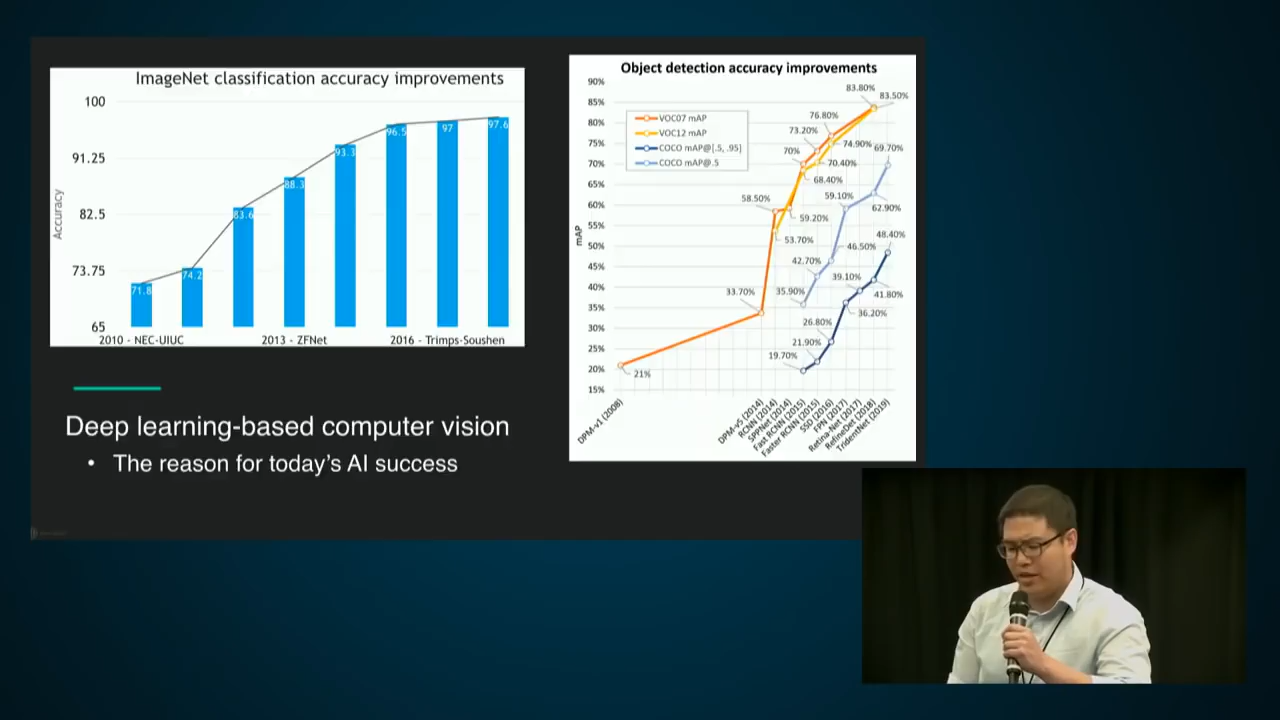 ImageNet classification accuracy improvements
100
91.25
82.5
73.75
65
Accuracy
71.8
74.2
83.6
88.3
93.3
96.5
97
97.6
2010 - NEC-UIUC
2013 - ZFNet
2016 - Trimps-Soushen
Object detection accuracy improvements
90%
85%
80%
75%
70%
65%
60%
55%
50%
45%
40%
35%
30%
25%
20%
15%
mAP
VOC07 mAP
VOC12 mAP
COCO mAP@[.5, .95]
COCO mAP@.5
21%
33.70%
58.50%
53.70%
59.20%
70%
68.40%
73.20%
70.40%
76.80%
74.90%
83.80%
83.50%
35.90%
42.70%
46.50%
59.10%
62.90%
69.70%
19.70%
21.90%
26.80%
36.20%
39.10%
41.80%
48.40%
DPM-v1 (2008)
DPM-v5 (2014)
RCNN (2014)
SPPNet (2014)
Fast RCNN (2015)
Faster RCNN (2015)
SSD (2016)
FPN (2017)
Retina-Net (2017)
RefineDet (2018)
TridentNet (2019)
Deep learning-based computer vision
• The reason for today's AI success